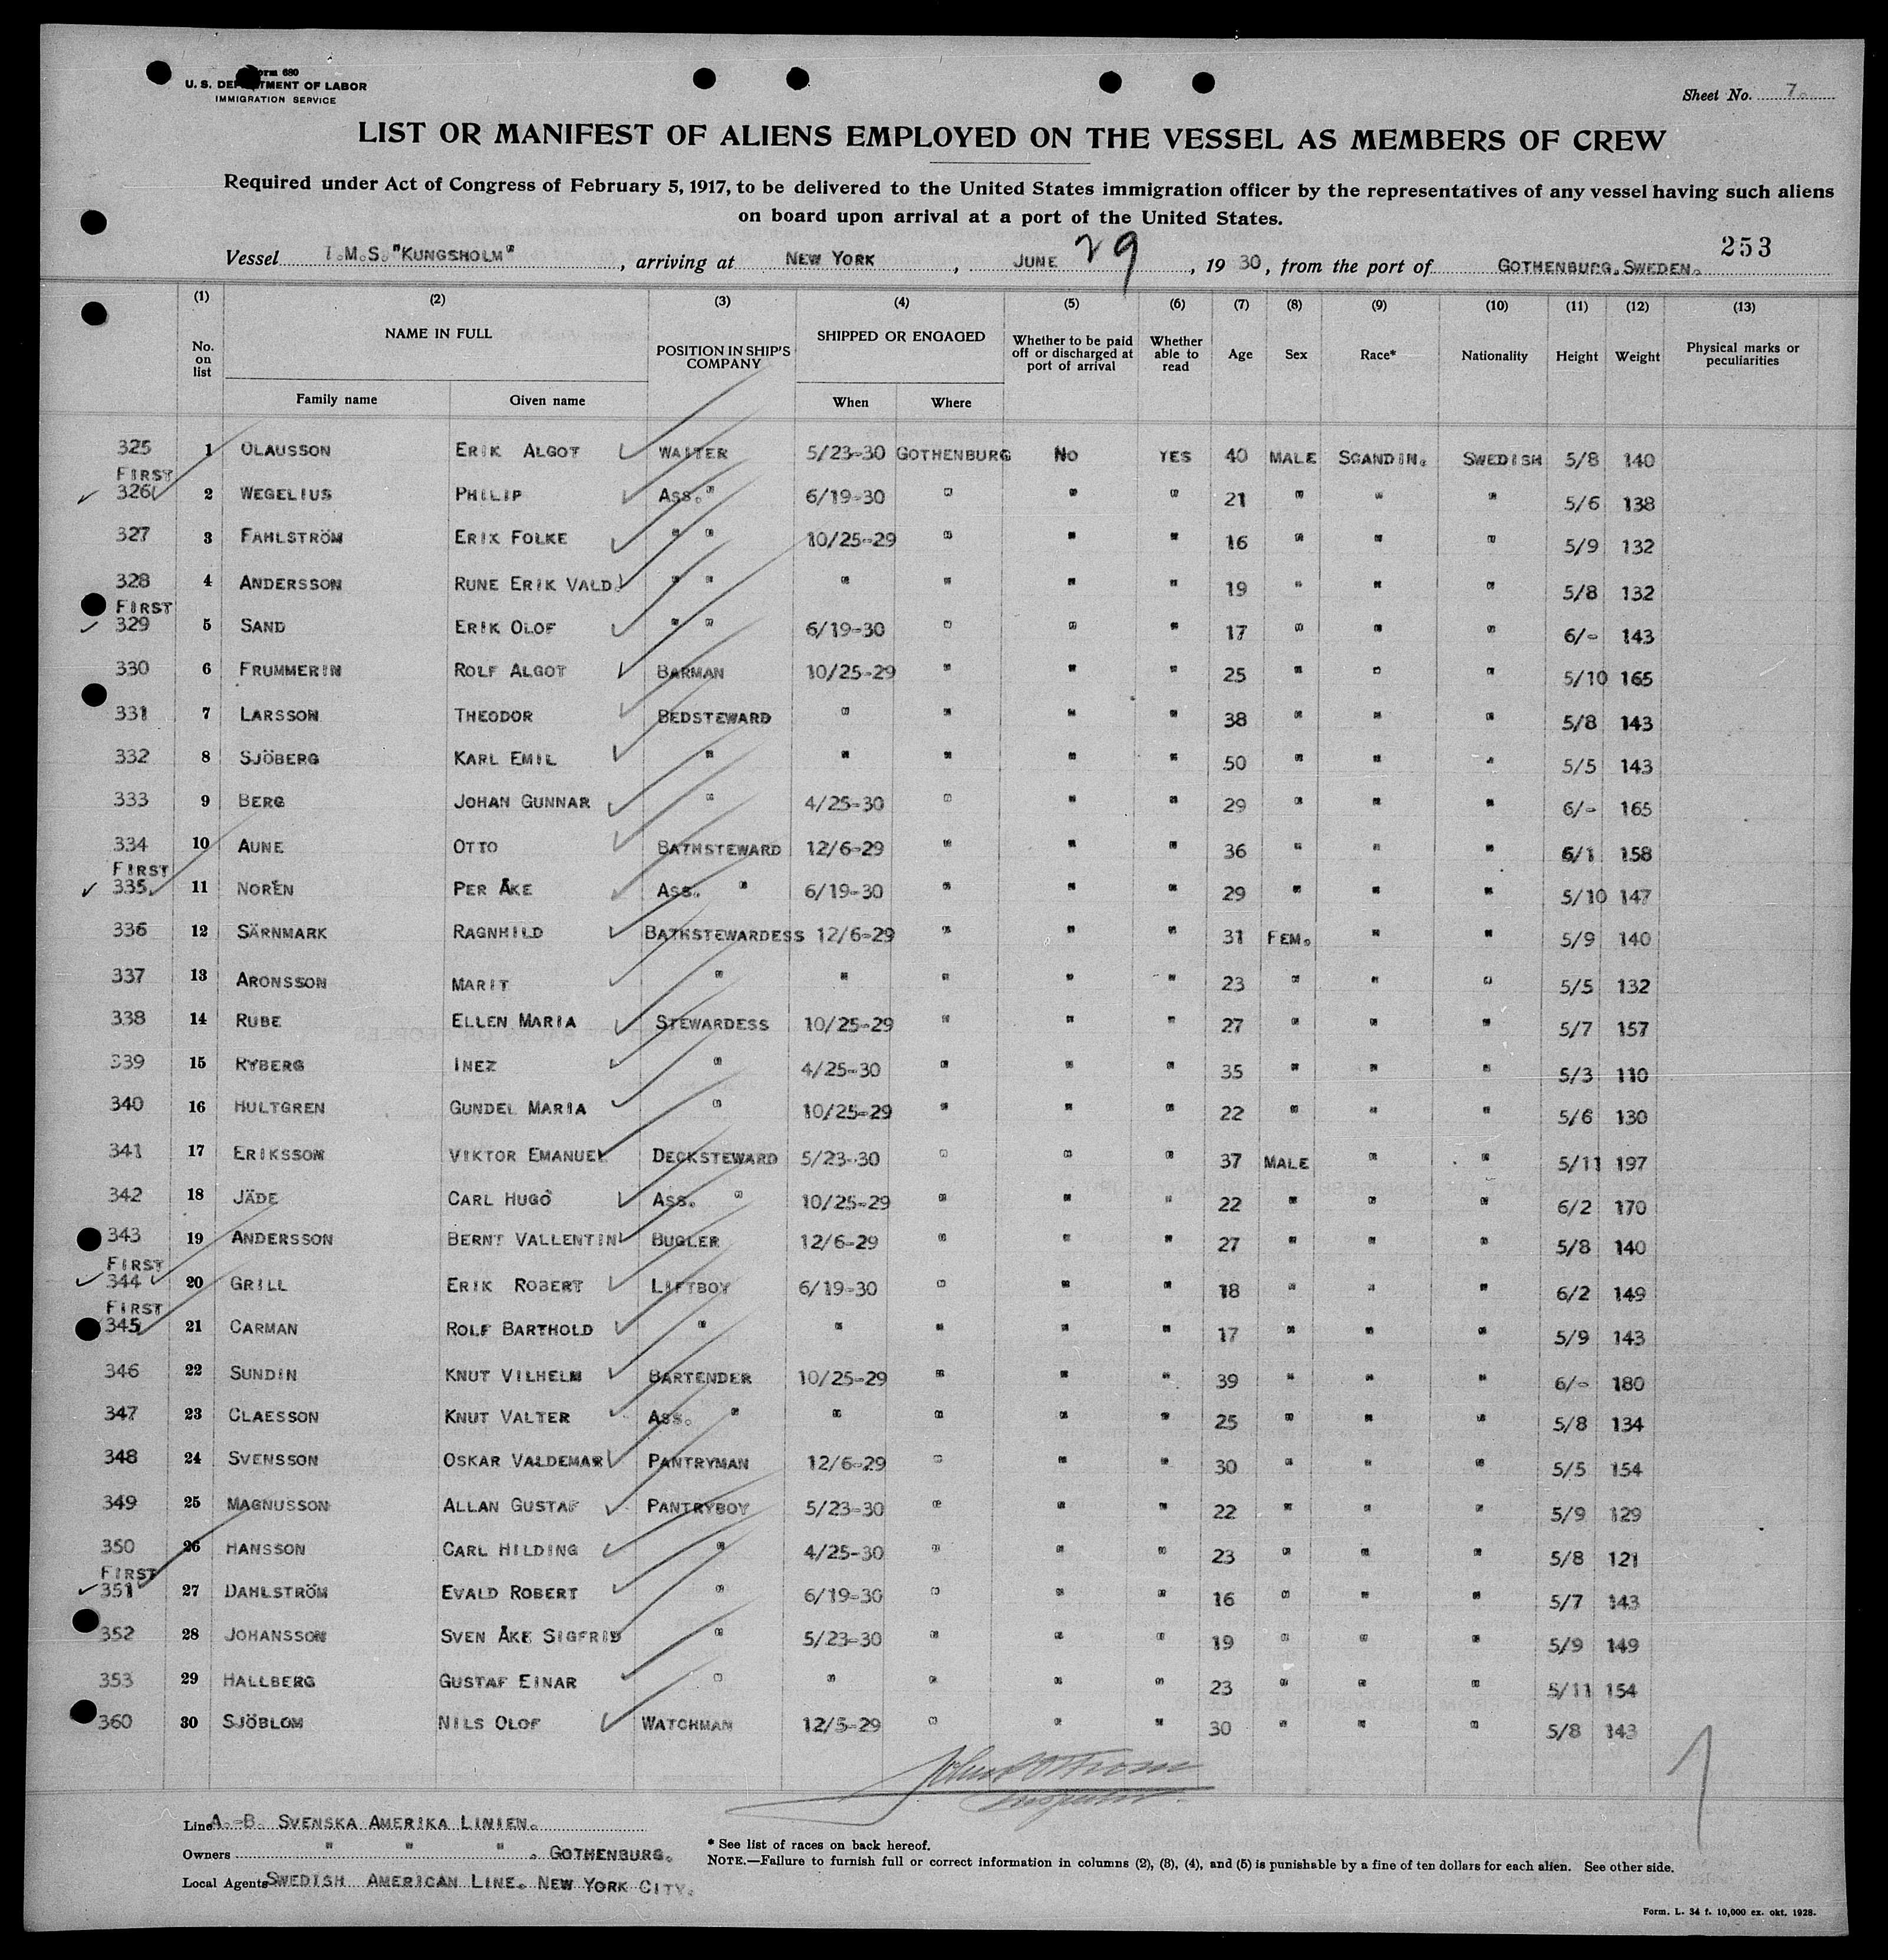 Form 680
U. S. DEPARTMENT OF LABOR
IMMIGRATION SERVICE
Sheet No. 7.
LIST OR MANIFEST OF ALIENS EMPLOYED ON THE VESSEL AS MEMBERS OF CREW
Required under Act of Congress of February 5, 1917, to be delivered to the United States immigration officer by the representatives of any vessel having such aliens
on board upon arrival at a port of the United States.
253
Vessel T.M.S. "KUNGSHOLM", arriving at NEW YORK, JUNE 29, 1930, from the port of GOTHENBURG, SWEDEN.
(1) (2) (3) (4) (5) (6) (7) (8) (9) (10) (11) (12) (13)
No. on list NAME IN FULL Family name Given name POSITION IN SHIP'S COMPANY SHIPPED OR ENGAGED When Where Whether to be paid off or discharged at port of arrival Whether able to read Age Sex Race* Nationality Height Weight Physical marks or peculiarities
325 1 OLAUSSON ERIK ALGOT WAITER 5/23-30 GOTHENBURG NO YES 40 MALE SCANDIN. SWEDISH 5/8 140
FIRST
326 2 WEGELIUS PHILIP ASS. " 6/19-30 " " " 21 " " " 5/6 138
327 3 FAHLSTRÖM ERIK FOLKE " " 10/25-29 " " " 16 " " " 5/9 132
328 4 ANDERSSON RUNE ERIK VALD. " " " " " " 19 " " " 5/8 132
FIRST
329 5 SAND ERIK OLOF " " 6/19-30 " " " 17 " " " 6/- 143
330 6 FRUMMERIN ROLF ALGOT BARMAN 10/25-29 " " " 25 " " " 5/10 165
331 7 LARSSON THEODOR BEDSTEWARD " " " " 38 " " " 5/8 143
332 8 SJÖBERG KARL EMIL " " " " " 50 " " " 5/5 143
333 9 BERG JOHAN GUNNAR " 4/25-30 " " " 29 " " " 6/- 165
334 10 AUNE OTTO BATHSTEWARD 12/6-29 " " " 36 " " " 6/1 158
FIRST
335 11 NORÉN PER ÅKE ASS. " 6/19-30 " " " 29 " " " 5/10 147
336 12 SÄRNMARK RAGNHILD BATHSTEWARDESS 12/6-29 " " " 31 FEM. " " 5/9 140
337 13 ARONSSON MARIT " " " " " 23 " " " 5/5 132
338 14 RUBE ELLEN MARIA STEWARDESS 10/25-29 " " " 27 " " " 5/7 157
339 15 RYBERG INEZ " 4/25-30 " " " 35 " " " 5/3 110
340 16 HULTGREN GUNDEL MARIA " 10/25-29 " " " 22 " " " 5/6 130
341 17 ERIKSSON VIKTOR EMANUEL DECKSTEWARD 5/23-30 " " " 37 MALE " " 5/11 197
342 18 JÄDE CARL HUGO ASS. " 10/25-29 " " " 22 " " " 6/2 170
343 19 ANDERSSON BERNT VALLENTIN BUGLER 12/6-29 " " " 27 " " " 5/8 140
FIRST
344 20 GRILL ERIK ROBERT LIFTBOY 6/19-30 " " " 18 " " " 6/2 149
FIRST
345 21 CARMAN ROLF BARTHOLD " " " " " 17 " " " 5/9 143
346 22 SUNDIN KNUT VILHELM BARTENDER 10/25-29 " " " 39 " " " 6/- 180
347 23 CLAESSON KNUT VALTER ASS. " " " " " 25 " " " 5/8 134
348 24 SVENSSON OSKAR VALDEMAR PANTRYMAN 12/6-29 " " " 30 " " " 5/5 154
349 25 MAGNUSSON ALLAN GUSTAF PANTRYBOY 5/23-30 " " " 22 " " " 5/9 129
350 26 HANSSON CARL HILDING " 4/25-30 " " " 23 " " " 5/8 121
FIRST
351 27 DAHLSTRÖM EVALD ROBERT " 6/19-30 " " " 16 " " " 5/7 143
352 28 JOHANSSON SVEN ÅKE SIGFRID " 5/23-30 " " " 19 " " " 5/9 149
353 29 HALLBERG GUSTAF EINAR " " " " " 23 " " " 5/11 154
360 30 SJÖBLOM NILS OLOF WATCHMAN 12/5-29 " " " 30 " " " 5/8 143
Inspector.
Line A.-B. SVENSKA AMERIKA LINIEN.
Owners " " " . GOTHENBURG.
Local Agents SWEDISH AMERICAN LINE. NEW YORK CITY.
* See list of races on back hereof.
NOTE.—Failure to furnish full or correct information in columns (2), (3), (4), and (5) is punishable by a fine of ten dollars for each alien. See other side.
Form. L. 34 f. 10,000 ex. okt. 1928.